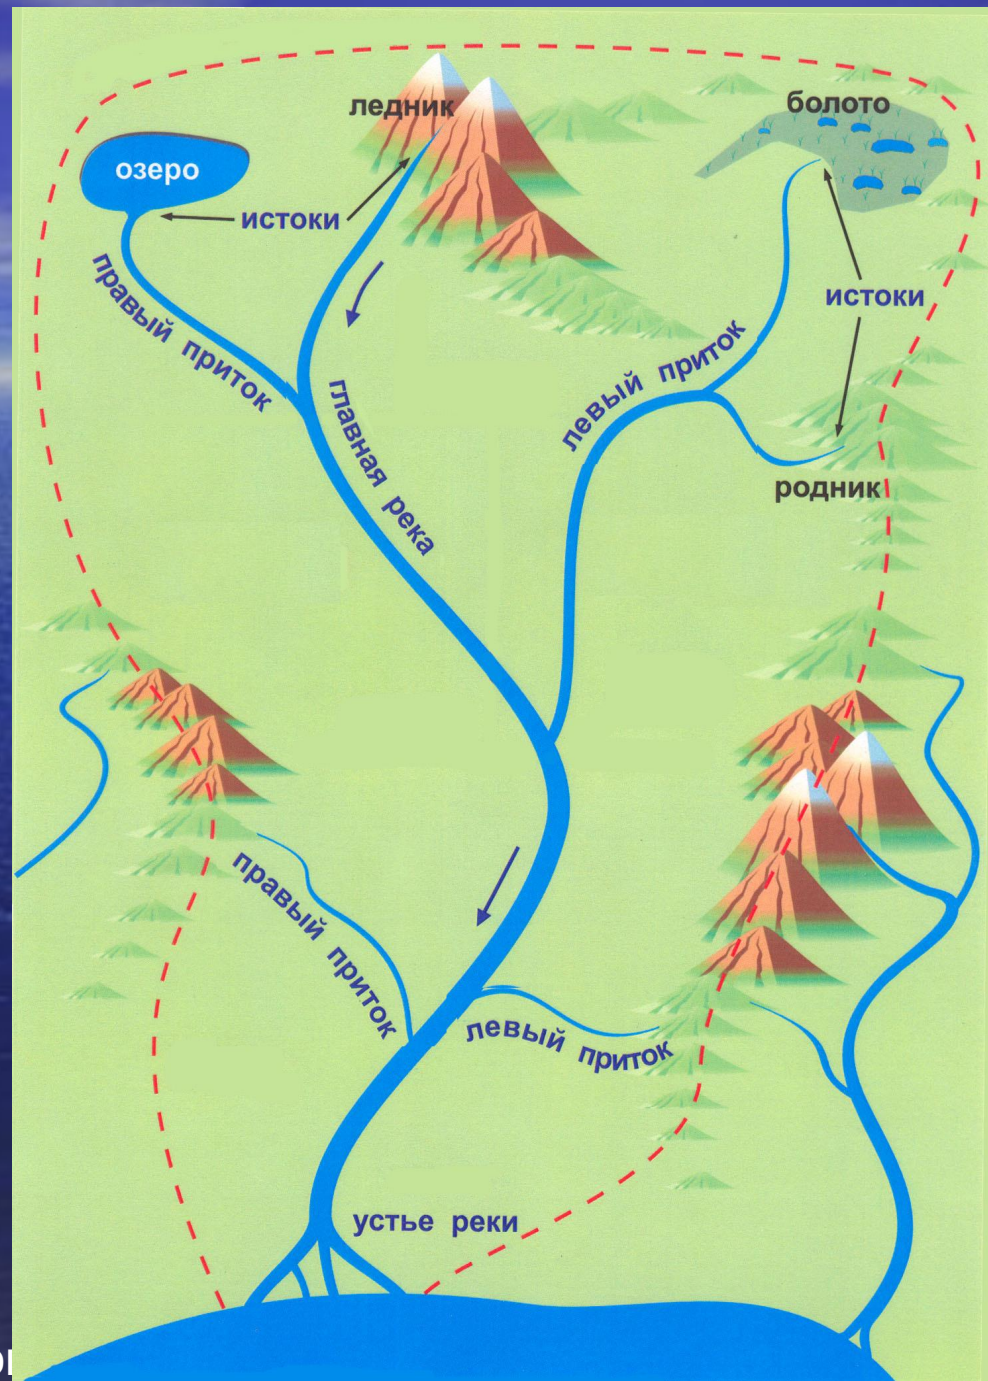 ледник
болото
озеро
истоки
истоки
правый приток
главная река
левый приток
родник
правый приток
левый приток
устье реки